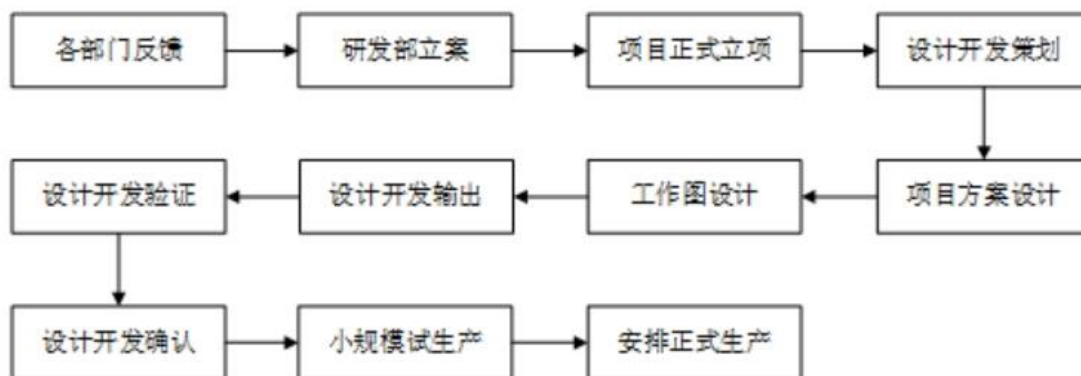 各部门反馈
研发部立案
项目正式立项
设计开发策划
项目方案设计
工作图设计
设计开发输出
设计开发验证
设计开发确认
小规模试生产
安排正式生产